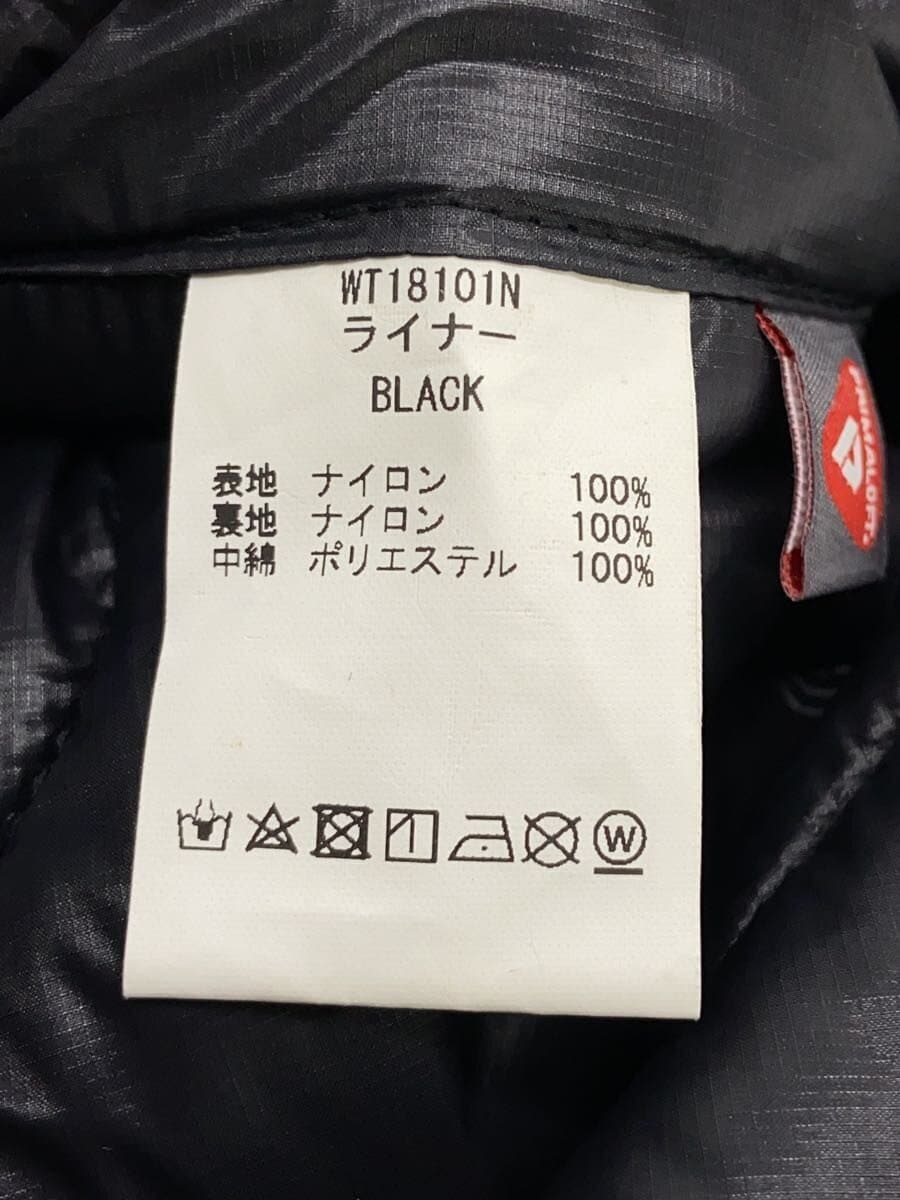 WT18101N
ライナー
BLACK
表地 ナイロン 100%
裏地 ナイロン 100%
中綿 ポリエステル 100%
W
PRIMALOFT